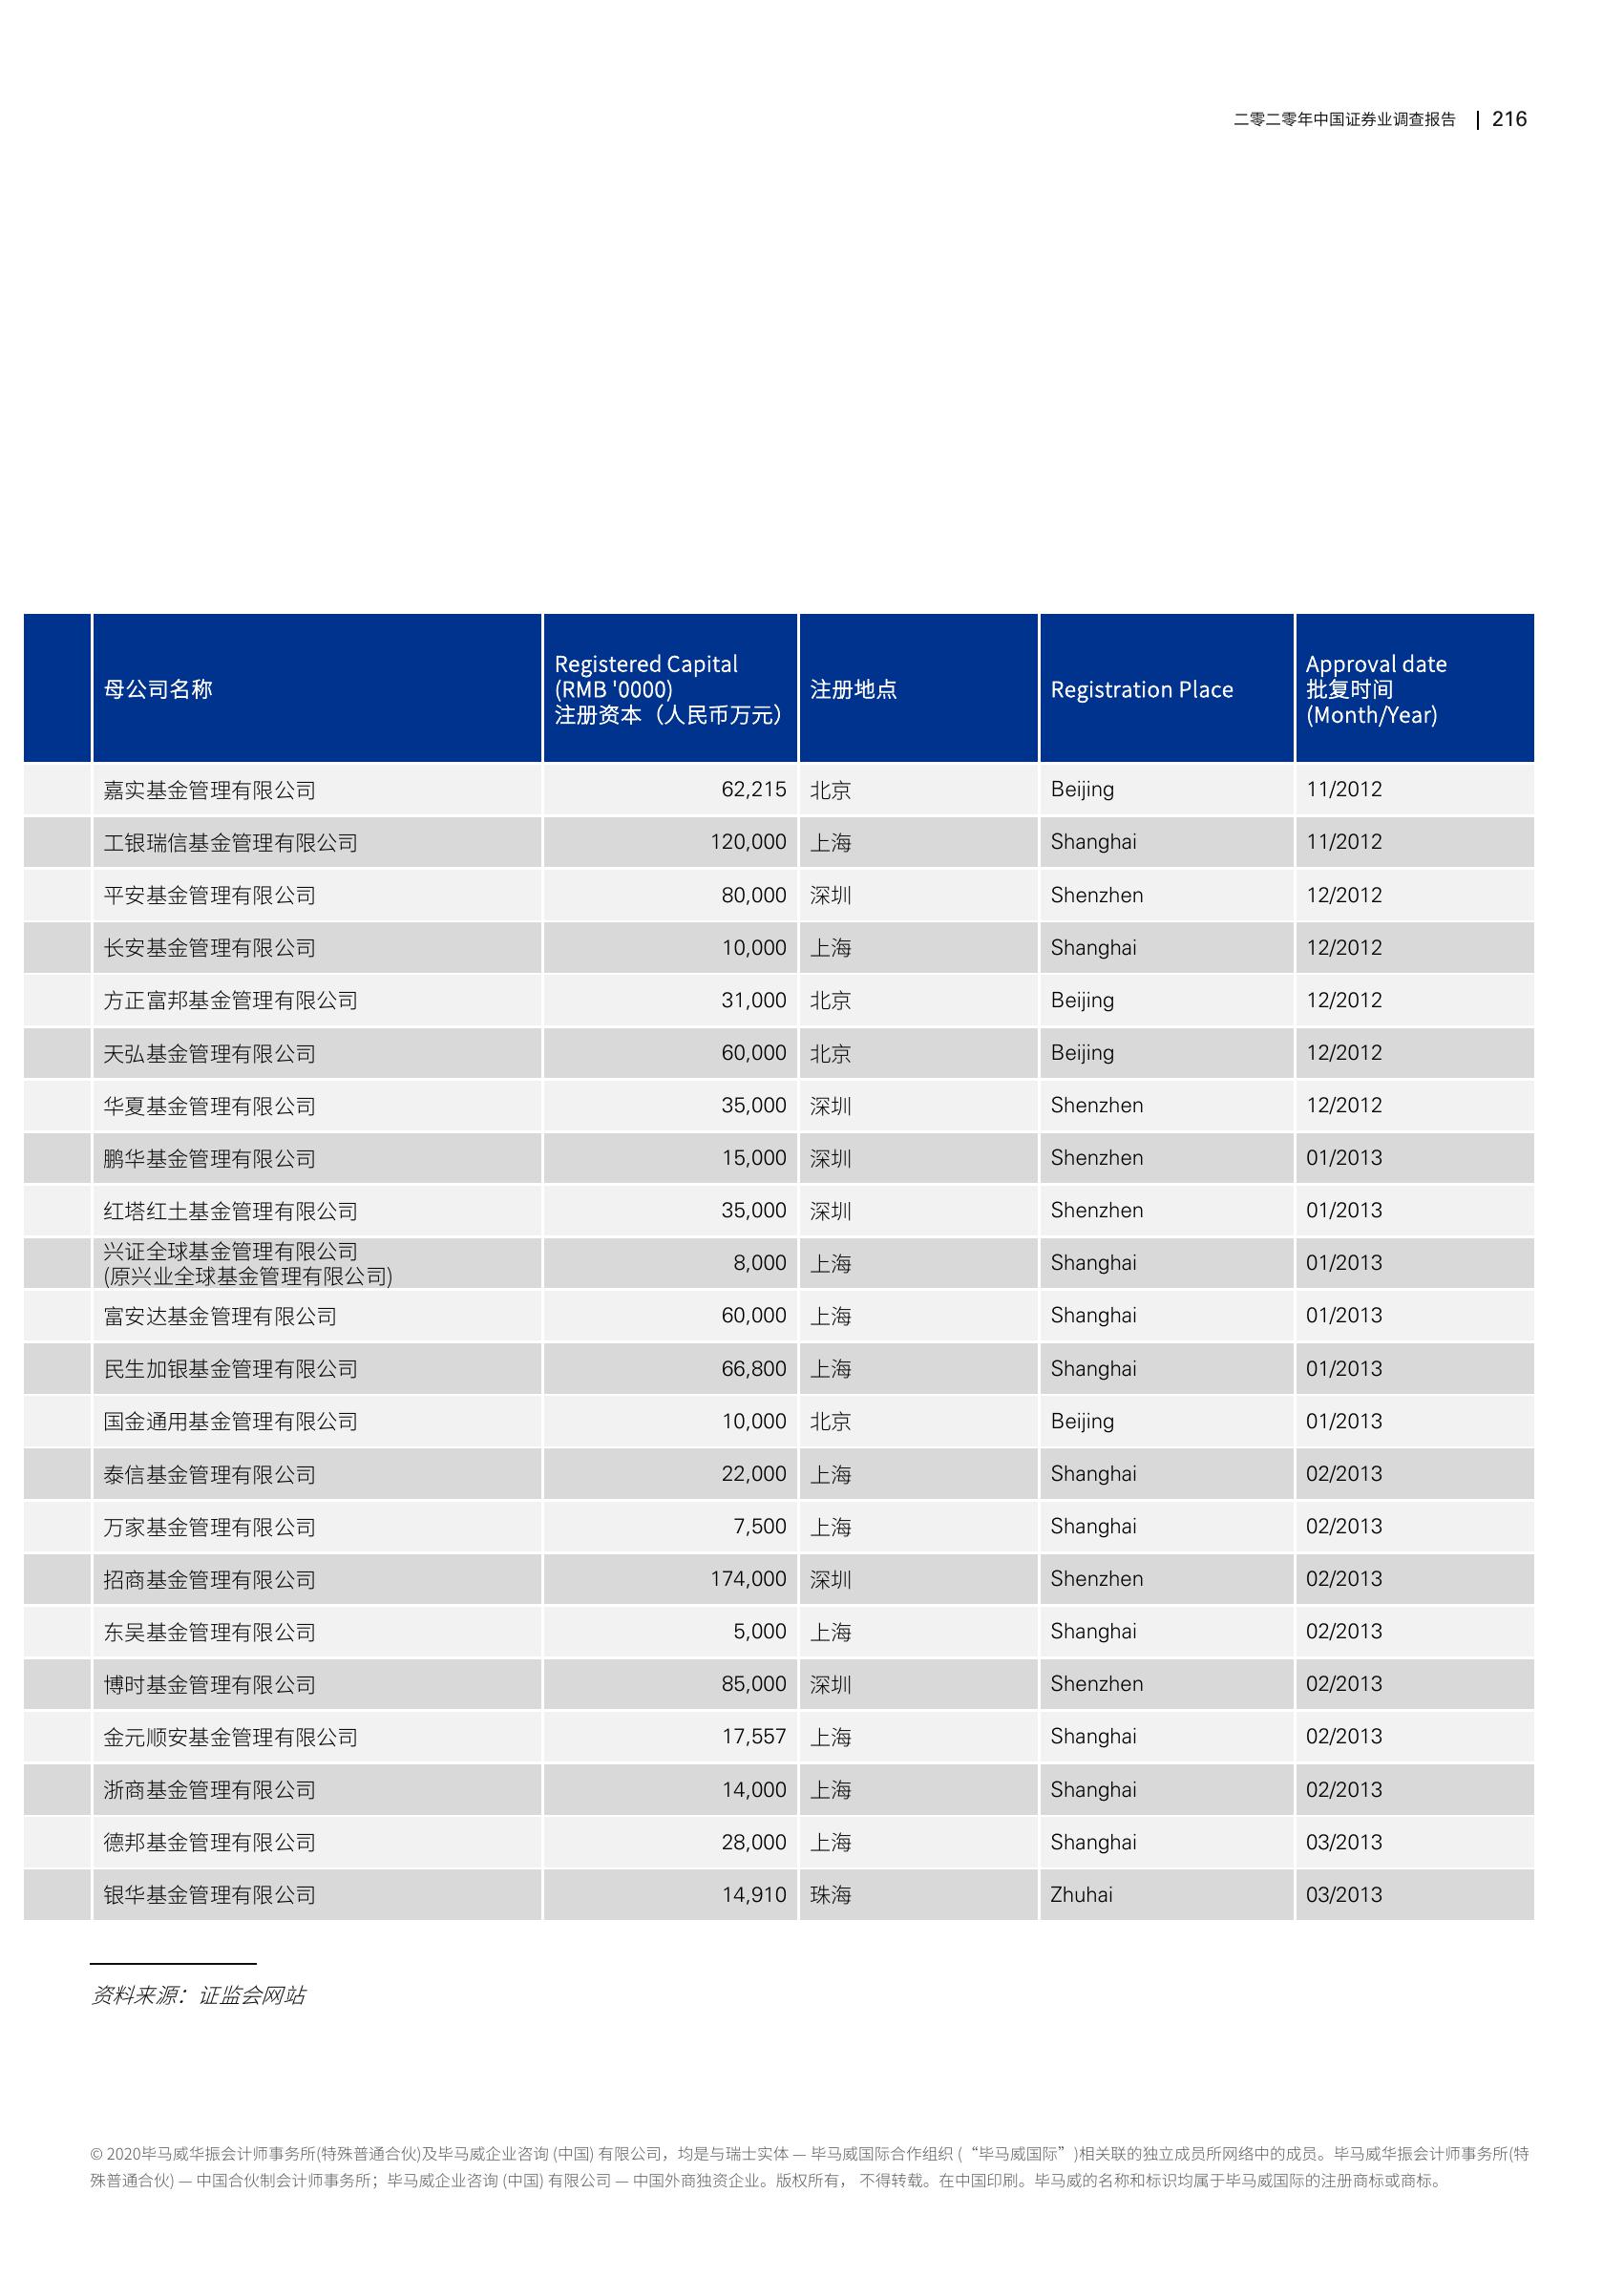 二零二零年中国证券业调查报告 | 216
母公司名称
Registered Capital
(RMB '0000)
注册资本（人民币万元）
注册地点
Registration Place
Approval date
批复时间
(Month/Year)
嘉实基金管理有限公司 62,215 北京 Beijing 11/2012
工银瑞信基金管理有限公司 120,000 上海 Shanghai 11/2012
平安基金管理有限公司 80,000 深圳 Shenzhen 12/2012
长安基金管理有限公司 10,000 上海 Shanghai 12/2012
方正富邦基金管理有限公司 31,000 北京 Beijing 12/2012
天弘基金管理有限公司 60,000 北京 Beijing 12/2012
华夏基金管理有限公司 35,000 深圳 Shenzhen 12/2012
鹏华基金管理有限公司 15,000 深圳 Shenzhen 01/2013
红塔红土基金管理有限公司 35,000 深圳 Shenzhen 01/2013
兴证全球基金管理有限公司
(原兴业全球基金管理有限公司) 8,000 上海 Shanghai 01/2013
富安达基金管理有限公司 60,000 上海 Shanghai 01/2013
民生加银基金管理有限公司 66,800 上海 Shanghai 01/2013
国金通用基金管理有限公司 10,000 北京 Beijing 01/2013
泰信基金管理有限公司 22,000 上海 Shanghai 02/2013
万家基金管理有限公司 7,500 上海 Shanghai 02/2013
招商基金管理有限公司 174,000 深圳 Shenzhen 02/2013
东吴基金管理有限公司 5,000 上海 Shanghai 02/2013
博时基金管理有限公司 85,000 深圳 Shenzhen 02/2013
金元顺安基金管理有限公司 17,557 上海 Shanghai 02/2013
浙商基金管理有限公司 14,000 上海 Shanghai 02/2013
德邦基金管理有限公司 28,000 上海 Shanghai 03/2013
银华基金管理有限公司 14,910 珠海 Zhuhai 03/2013
资料来源：证监会网站
© 2020毕马威华振会计师事务所(特殊普通合伙)及毕马威企业咨询 (中国) 有限公司，均是与瑞士实体 — 毕马威国际合作组织 (“毕马威国际”)相关联的独立成员所网络中的成员。毕马威华振会计师事务所(特
殊普通合伙) — 中国合伙制会计师事务所；毕马威企业咨询 (中国) 有限公司 — 中国外商独资企业。版权所有， 不得转载。在中国印刷。毕马威的名称和标识均属于毕马威国际的注册商标或商标。